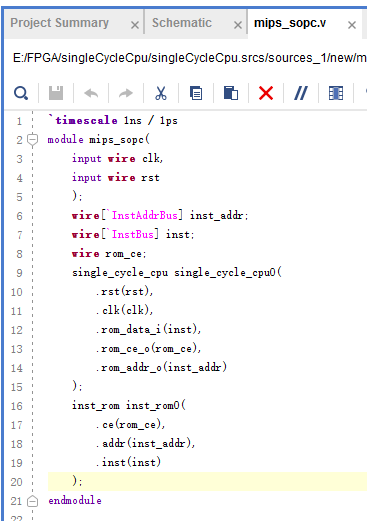 Project Summary × Schematic × mips_sopc.v ×
E:/FPGA/singleCycleCpu/singleCycleCpu.srcs/sources_1/new/m
1 `timescale 1ns / 1ps
2 module mips_sopc(
3 input wire clk,
4 input wire rst
5 );
6 wire[`InstAddrBus] inst_addr;
7 wire[`InstBus] inst;
8 wire rom_ce;
9 single_cycle_cpu single_cycle_cpu0(
10 .rst(rst),
11 .clk(clk),
12 .rom_data_i(inst),
13 .rom_ce_o(rom_ce),
14 .rom_addr_o(inst_addr)
15 );
16 inst_rom inst_rom0(
17 .ce(rom_ce),
18 .addr(inst_addr),
19 .inst(inst)
20 );
21 endmodule
22